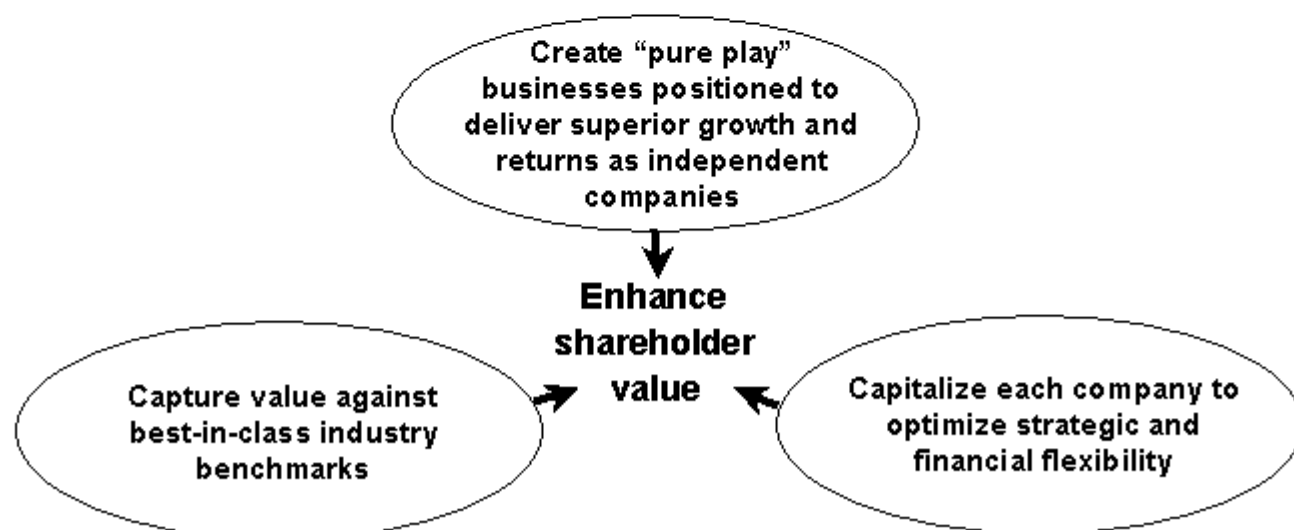 Create “pure play”
businesses positioned to
deliver superior growth and
returns as independent
companies
Enhance
shareholder
value
Capture value against
best-in-class industry
benchmarks
Capitalize each company to
optimize strategic and
financial flexibility